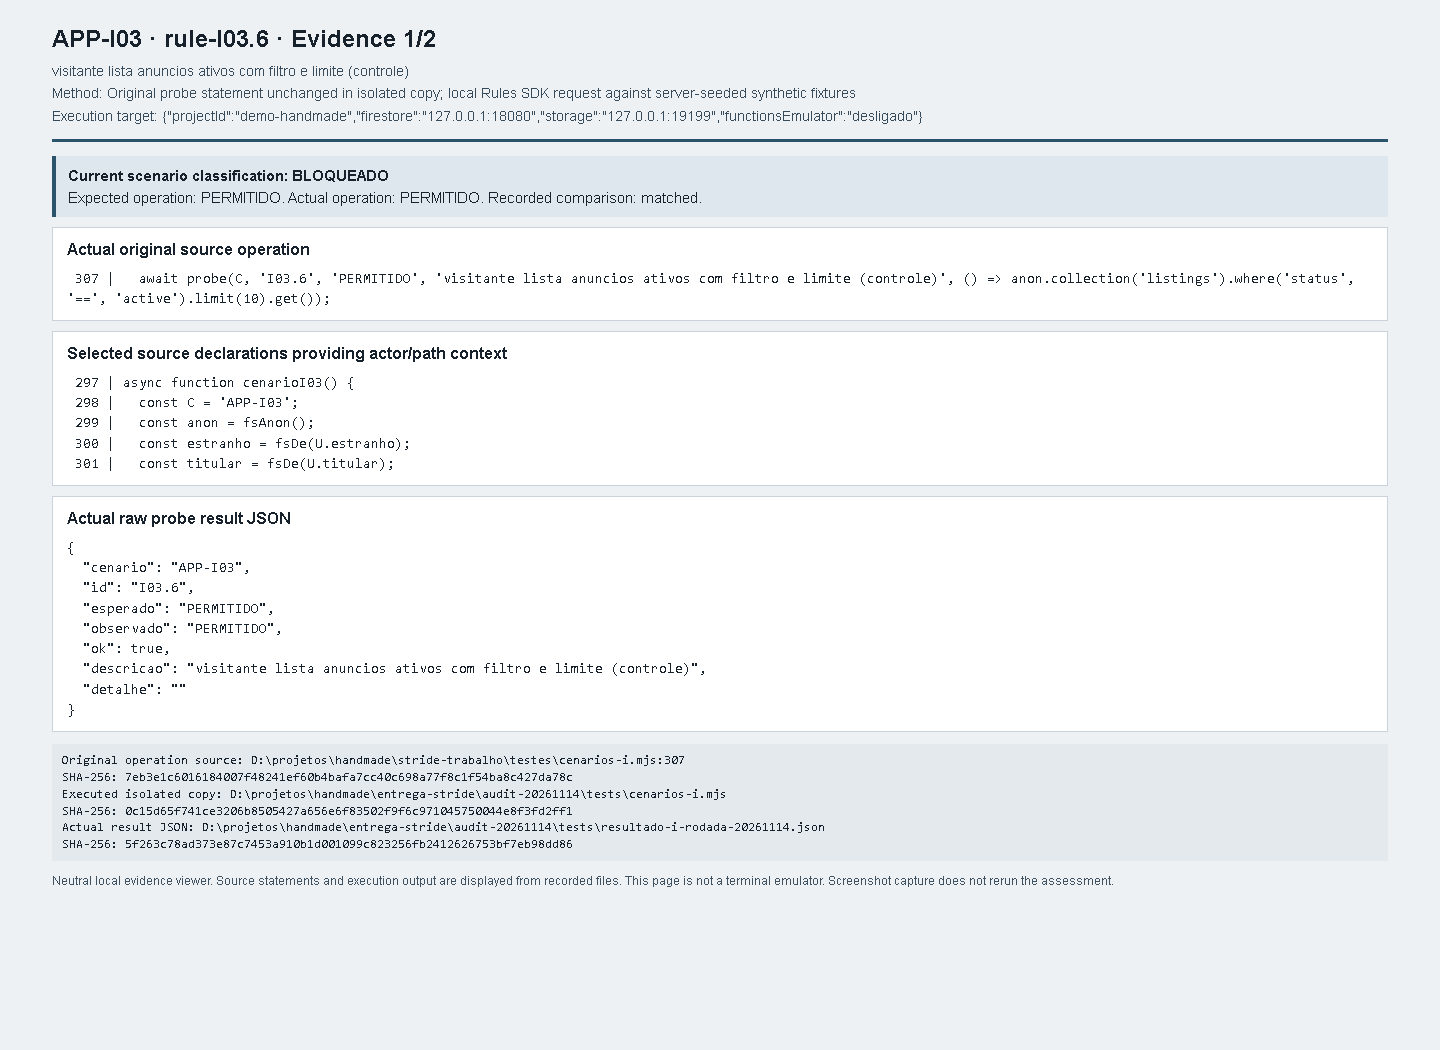 APP-I03 · rule-I03.6 · Evidence 1/2
visitante lista anuncios ativos com filtro e limite (controle)
Method: Original probe statement unchanged in isolated copy; local Rules SDK request against server-seeded synthetic fixtures
Execution target: {"projectId":"demo-handmade","firestore":"127.0.0.1:18080","storage":"127.0.0.1:19199","functionsEmulator":"desligado"}
Current scenario classification: BLOQUEADO
Expected operation: PERMITIDO. Actual operation: PERMITIDO. Recorded comparison: matched.
Actual original source operation
307 |   await probe(C, 'I03.6', 'PERMITIDO', 'visitante lista anuncios ativos com filtro e limite (controle)', () => anon.collection('listings').where('status',
'==', 'active').limit(10).get());
Selected source declarations providing actor/path context
297 | async function cenarioI03() {
298 |   const C = 'APP-I03';
299 |   const anon = fsAnon();
300 |   const estranho = fsDe(U.estranho);
301 |   const titular = fsDe(U.titular);
Actual raw probe result JSON
{
  "cenario": "APP-I03",
  "id": "I03.6",
  "esperado": "PERMITIDO",
  "observado": "PERMITIDO",
  "ok": true,
  "descricao": "visitante lista anuncios ativos com filtro e limite (controle)",
  "detalhe": ""
}
Original operation source: D:\projetos\handmade\stride-trabalho\testes\cenarios-i.mjs:307
SHA-256: 7eb3e1c6016184007f48241ef60b4bafa7cc40c698a77f8c1f54ba8c427da78c
Executed isolated copy: D:\projetos\handmade\entrega-stride\audit-20261114\tests\cenarios-i.mjs
SHA-256: 0c15d65f741ce3206b8505427a656e6f83502f9f6c971045750044e8f3fd2ff1
Actual result JSON: D:\projetos\handmade\entrega-stride\audit-20261114\tests\resultado-i-rodada-20261114.json
SHA-256: 5f263c78ad373e87c7453a910b1d001099c823256fb2412626753bf7eb98dd86
Neutral local evidence viewer. Source statements and execution output are displayed from recorded files. This page is not a terminal emulator. Screenshot capture does not rerun the assessment.